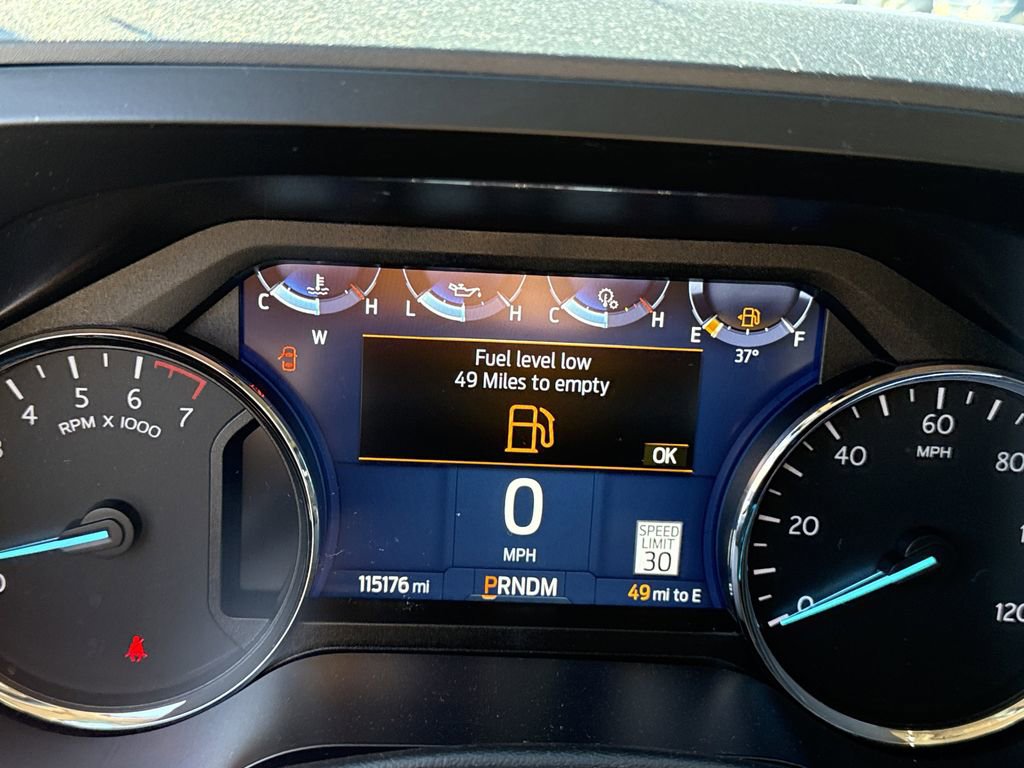 C H
L H
C H
E F
W
37°
Fuel level low
49 Miles to empty
OK
4 5 6 7
RPM X 1000
0
MPH
SPEED
LIMIT
30
115176 mi
PRNDM
49 mi to E
0 20 40 60 80 120
MPH